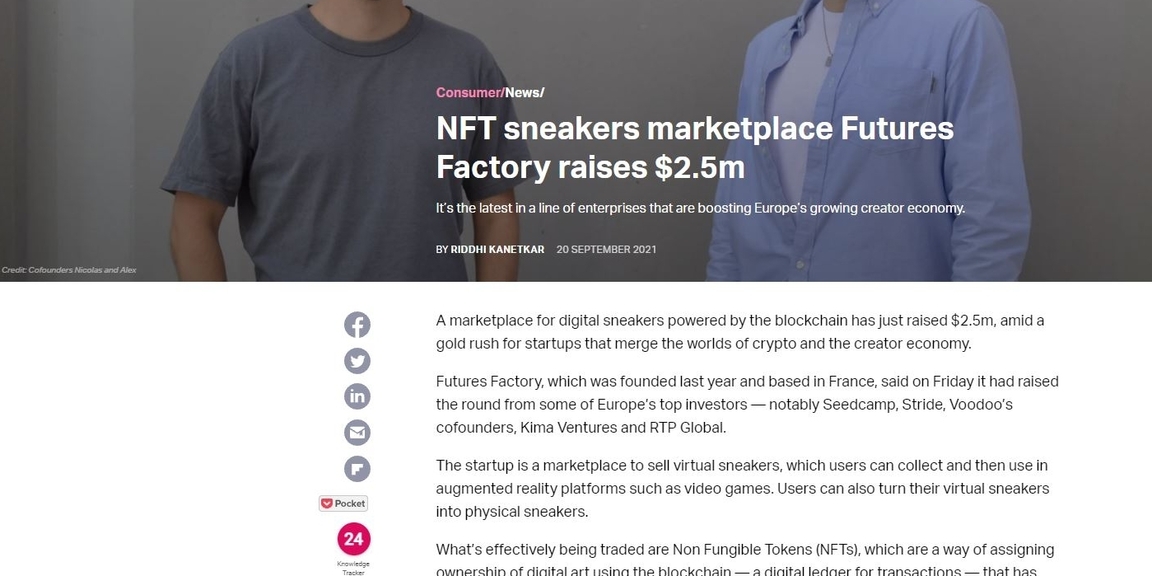 Consumer/News/
NFT sneakers marketplace Futures
Factory raises $2.5m
It's the latest in a line of enterprises that are boosting Europe's growing creator economy.
BY RIDDHI KANETKAR 20 SEPTEMBER 2021
Credit: Cofounders Nicolas and Alex
A marketplace for digital sneakers powered by the blockchain has just raised $2.5m, amid a
gold rush for startups that merge the worlds of crypto and the creator economy.
Futures Factory, which was founded last year and based in France, said on Friday it had raised
the round from some of Europe's top investors — notably Seedcamp, Stride, Voodoo's
cofounders, Kima Ventures and RTP Global.
The startup is a marketplace to sell virtual sneakers, which users can collect and then use in
augmented reality platforms such as video games. Users can also turn their virtual sneakers
into physical sneakers.
Pocket
24
Knowledge
Tracker
What's effectively being traded are Non Fungible Tokens (NFTs), which are a way of assigning
ownership of digital art using the blockchain — a digital ledger for transactions — that has